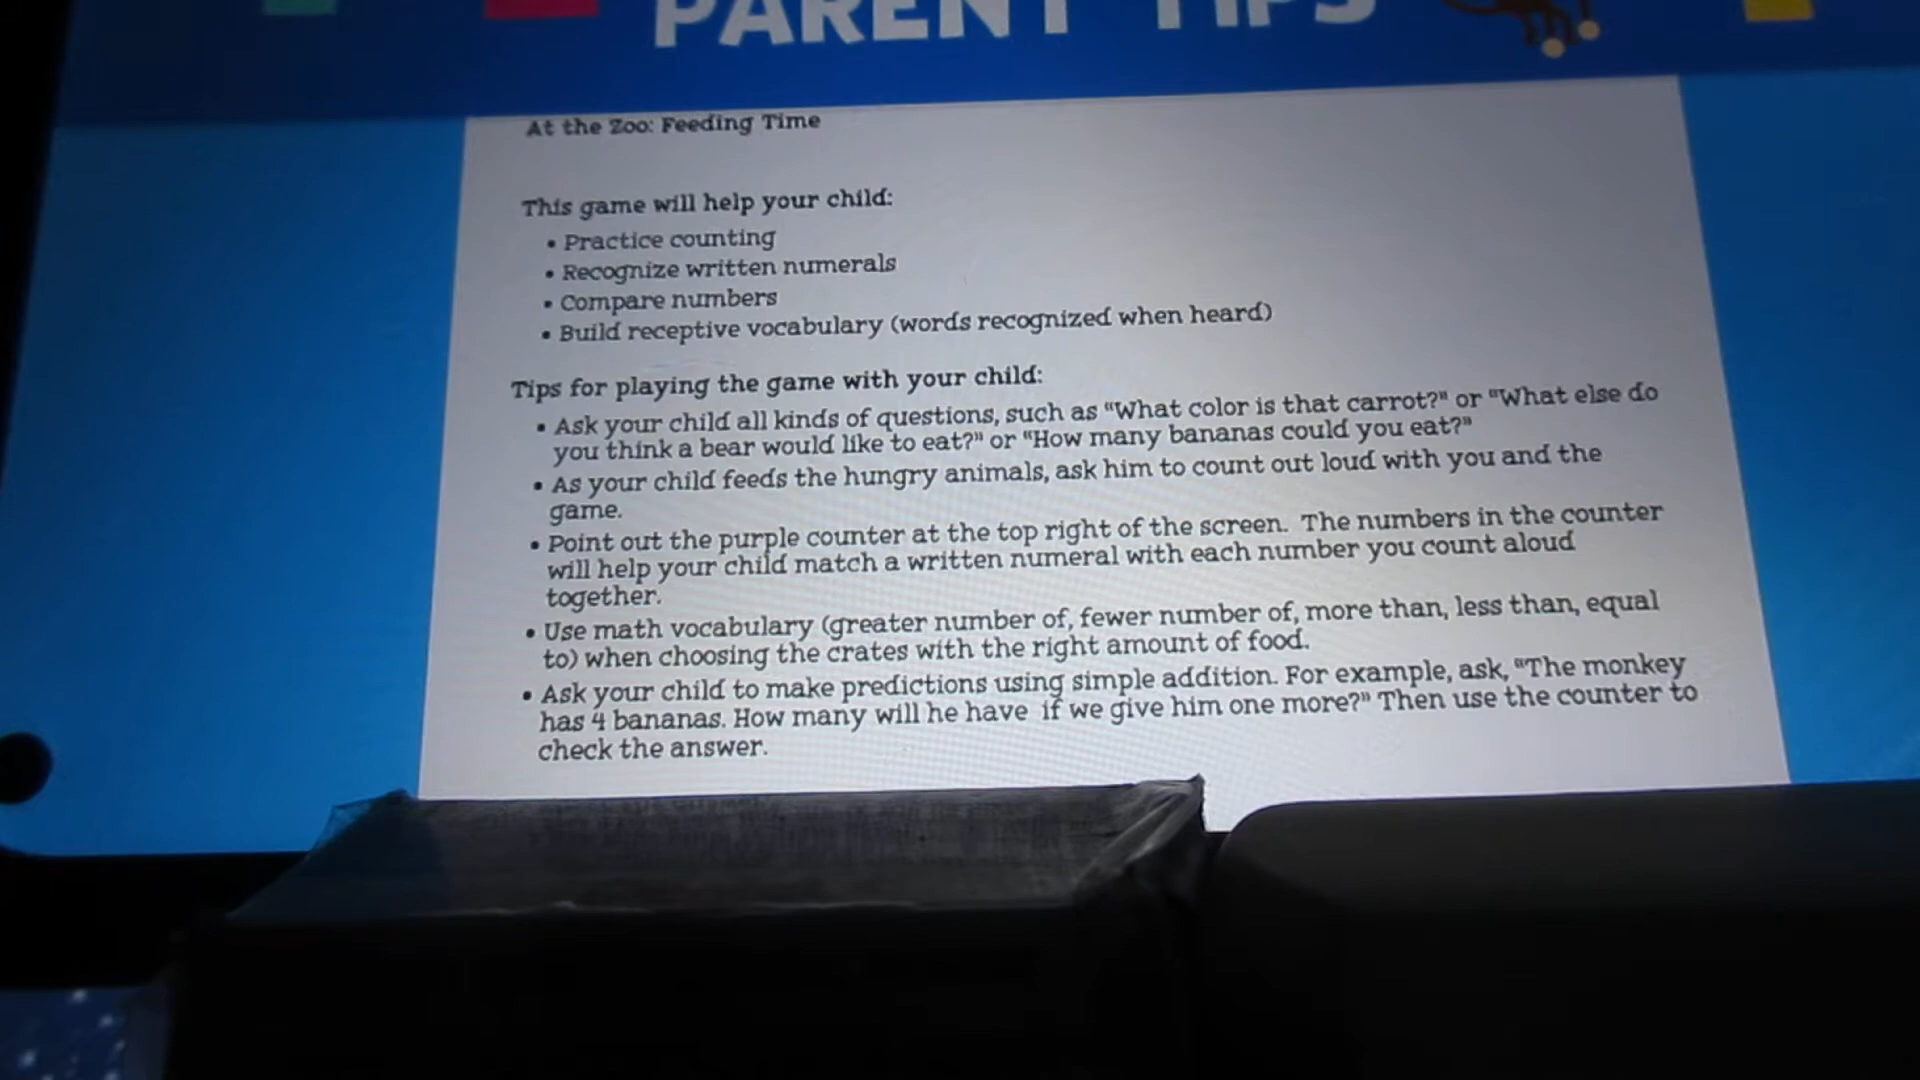 PARENT TIPS
At the Zoo: Feeding Time
This game will help your child:
• Practice counting
• Recognize written numerals
• Compare numbers
• Build receptive vocabulary (words recognized when heard)
Tips for playing the game with your child:
• Ask your child all kinds of questions, such as “What color is that carrot?” or “What else do
you think a bear would like to eat?” or “How many bananas could you eat?”
• As your child feeds the hungry animals, ask him to count out loud with you and the
game.
• Point out the purple counter at the top right of the screen. The numbers in the counter
will help your child match a written numeral with each number you count aloud
together.
• Use math vocabulary (greater number of, fewer number of, more than, less than, equal
to) when choosing the crates with the right amount of food.
• Ask your child to make predictions using simple addition. For example, ask, “The monkey
has 4 bananas. How many will he have if we give him one more?” Then use the counter to
check the answer.